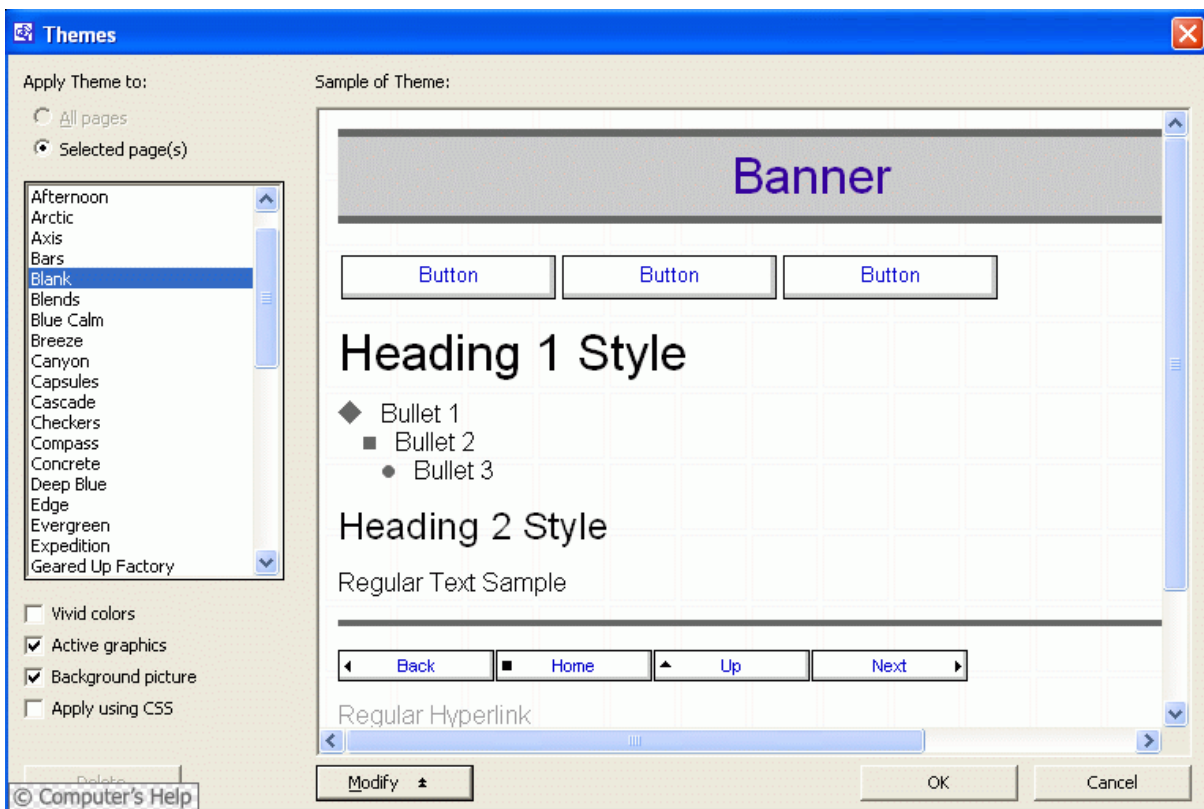 Themes
Apply Theme to:
All pages
Selected page(s)
Afternoon
Arctic
Axis
Bars
Blank
Blends
Blue Calm
Breeze
Canyon
Capsules
Cascade
Checkers
Compass
Concrete
Deep Blue
Edge
Evergreen
Expedition
Geared Up Factory
Vivid colors
Active graphics
Background picture
Apply using CSS
Delete
© Computer's Help
Sample of Theme:
Banner
Button Button Button
Heading 1 Style
Bullet 1
Bullet 2
Bullet 3
Heading 2 Style
Regular Text Sample
Back Home Up Next
Regular Hyperlink
Modify OK Cancel